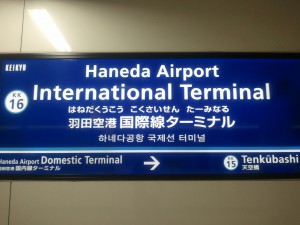 KEIKYU
KK
16
Haneda Airport
International Terminal
はねだくうこう こくさいせん たーみなる
羽田空港 国際線ターミナル
하네다공항 국제선 터미널
Haneda Airport Domestic Terminal
羽田空港国内線ターミナル
→
KK
15
Tenkūbashi
天空橋